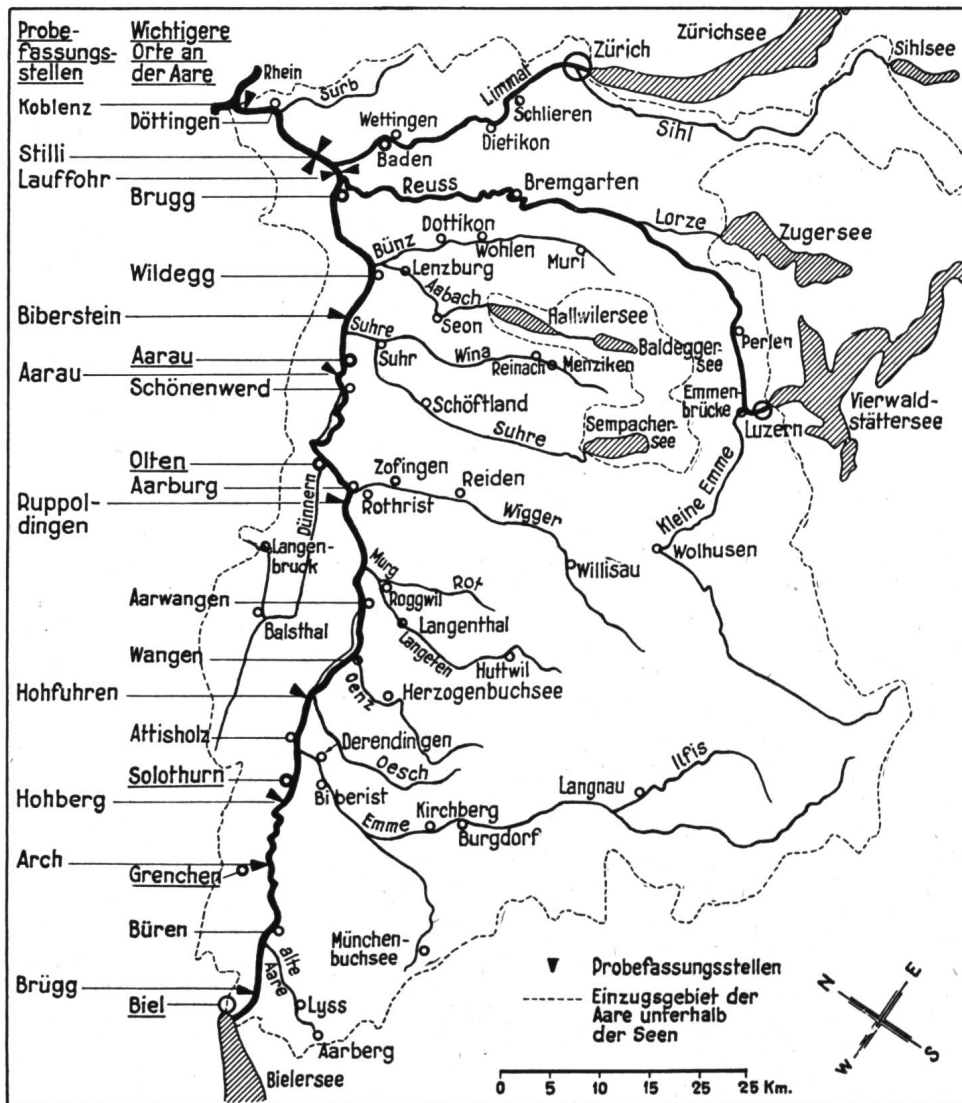 Probe-
fassungs-
stellen
Wichtigere
Orte an
der Aare
Koblenz
Döttingen
Stilli
Lauffohr
Brugg
Wildegg
Biberstein
Aarau
Aarau
Schönenwerd
Olten
Aarburg
Ruppol-
dingen
Aarwangen
Wangen
Hohfuhren
Attisholz
Solothurn
Hohberg
Arch
Grenchen
Büren
Brügg
Biel
Rhein
Surb
Limmat
Zürich
Zürichsee
Sihlsee
Schlieren
Sihl
Wettingen
Baden
Dietikon
Reuss
Bremgarten
Lorze
Zugersee
Dottikon
Bünz
Wohlen
Muri
Lenzburg
Aabach
Seon
Hallwilersee
Baldegger-
see
Perlen
Suhre
Suhr
Wina
Reinach
Menziken
Schöftland
Suhre
Sempacher-
see
Emmen-
brücke
Luzern
Vierwald-
stättersee
Kleine Emme
Wolhusen
Zofingen
Rothrist
Reiden
Wigger
Willisau
Dünnern
Langen-
bruck
Balsthal
Murg
Rot
Roggwil
Langenthal
Langeten
Huttwil
Oenz
Herzogenbuchsee
Derendingen
Oesch
Biberist
Emme
Kirchberg
Burgdorf
Langnau
Ilfis
München-
buchsee
alte
Aare
Lyss
Aarberg
Bielersee
Probefassungsstellen
Einzugsgebiet der
Aare unterhalb
der Seen
N
E
W
S
0 5 10 15 20 25 Km.